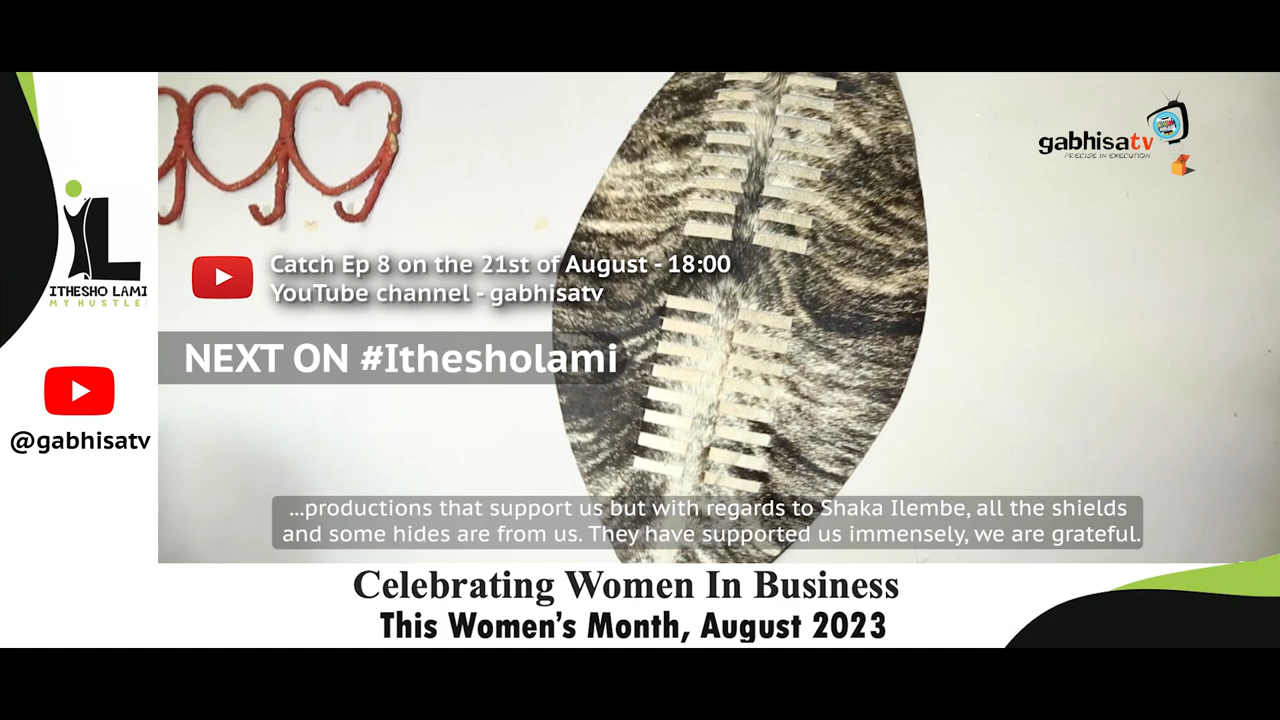 gabhisatv
PRECISE IN EXECUTION
iL
ITHESHO LAMI
MY HUSTLE
Catch Ep 8 on the 21st of August - 18:00
YouTube channel - gabhisatv
NEXT ON #Ithesholami
@gabhisatv
...productions that support us but with regards to Shaka Ilembe, all the shields
and some hides are from us. They have supported us immensely, we are grateful.
Celebrating Women In Business
This Women's Month, August 2023